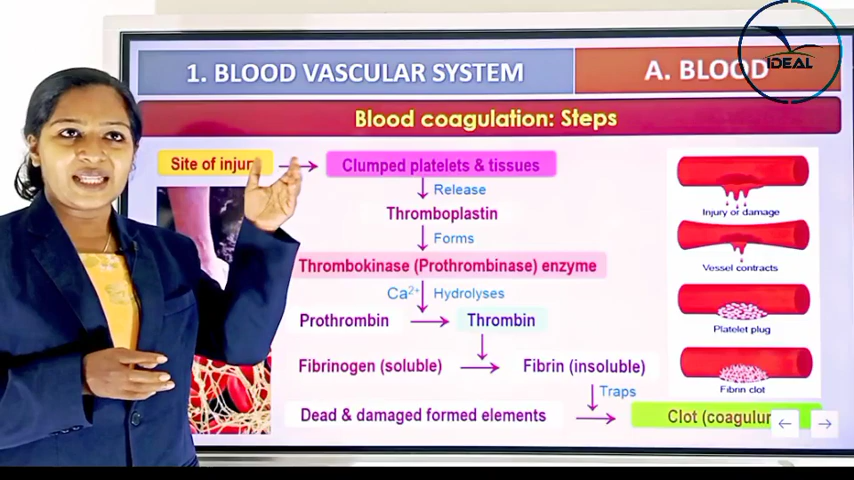 1. BLOOD VASCULAR SYSTEM
A. BLOOD
IDEAL
Blood coagulation: Steps
Site of injury
Clumped platelets & tissues
Release
Thromboplastin
Forms
Thrombokinase (Prothrombinase) enzyme
Ca²⁺ Hydrolyses
Prothrombin
Thrombin
Fibrinogen (soluble)
Fibrin (insoluble)
Traps
Dead & damaged formed elements
Clot (coagulum
Injury or damage
Vessel contracts
Platelet plug
Fibrin clot